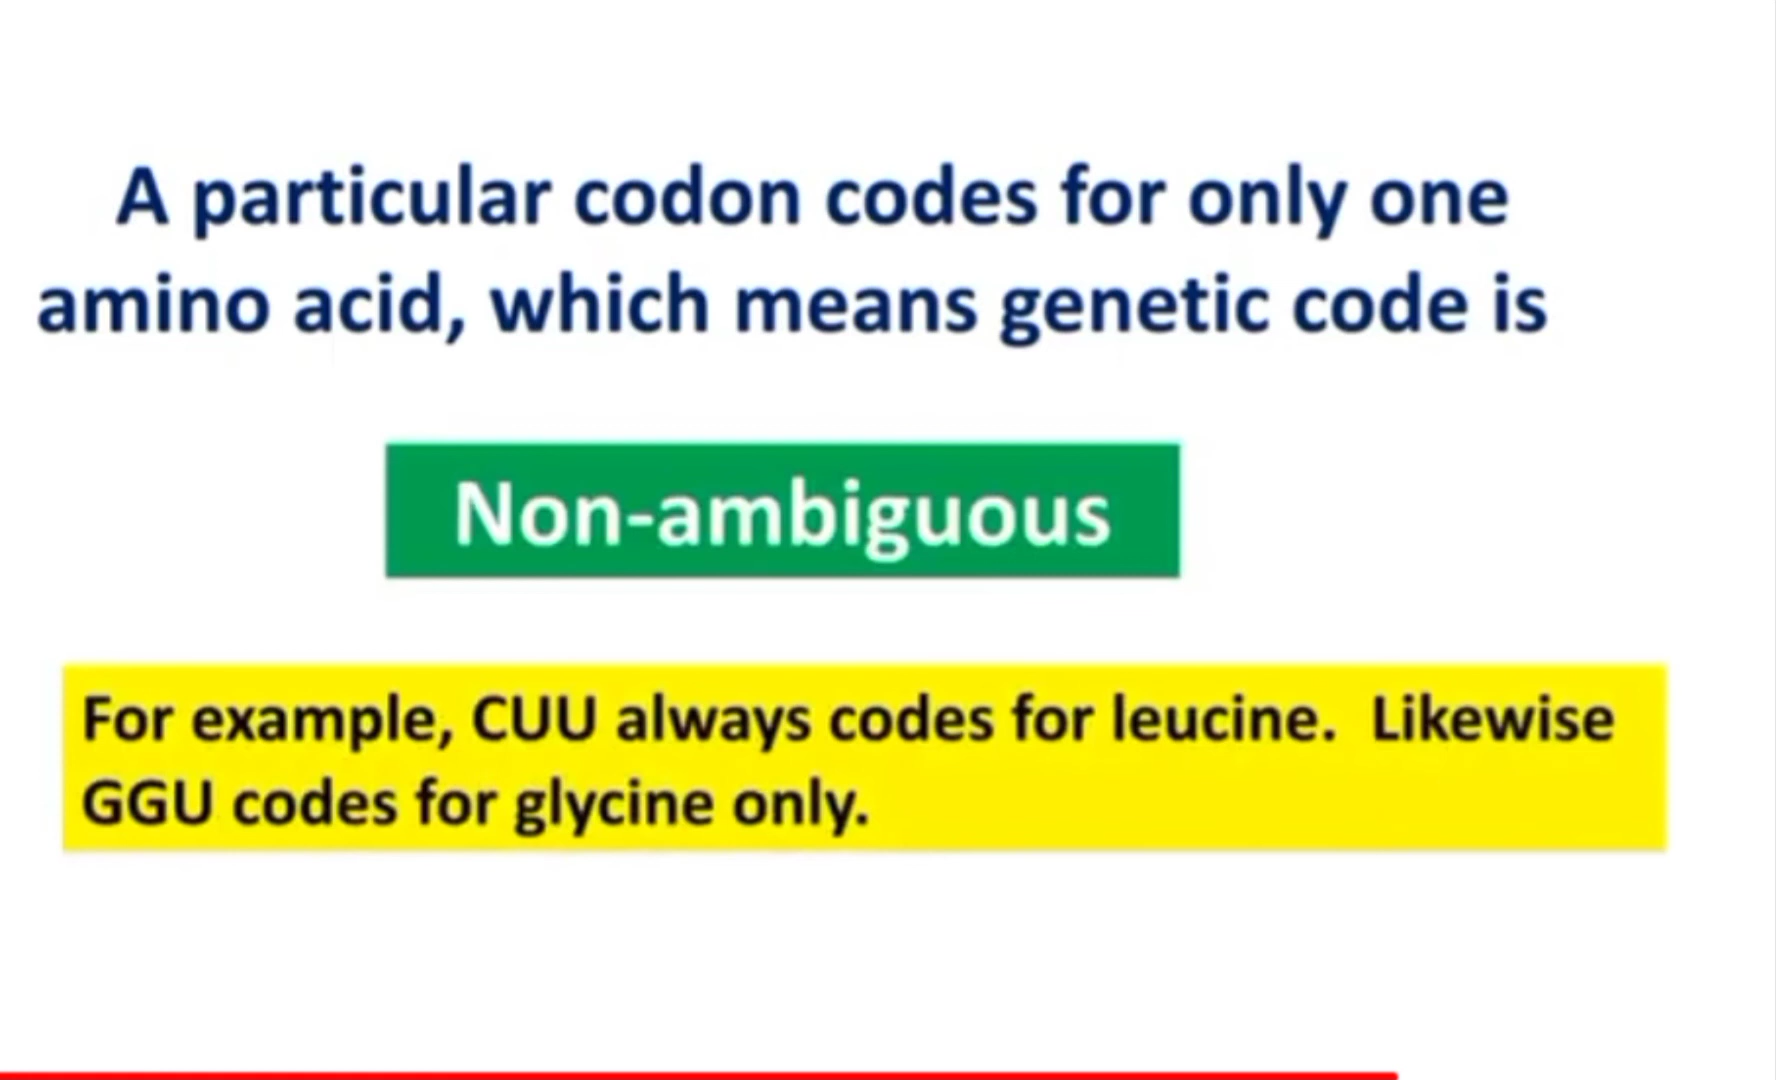 A particular codon codes for only one
amino acid, which means genetic code is
Non-ambiguous
For example, CUU always codes for leucine.  Likewise
GGU codes for glycine only.